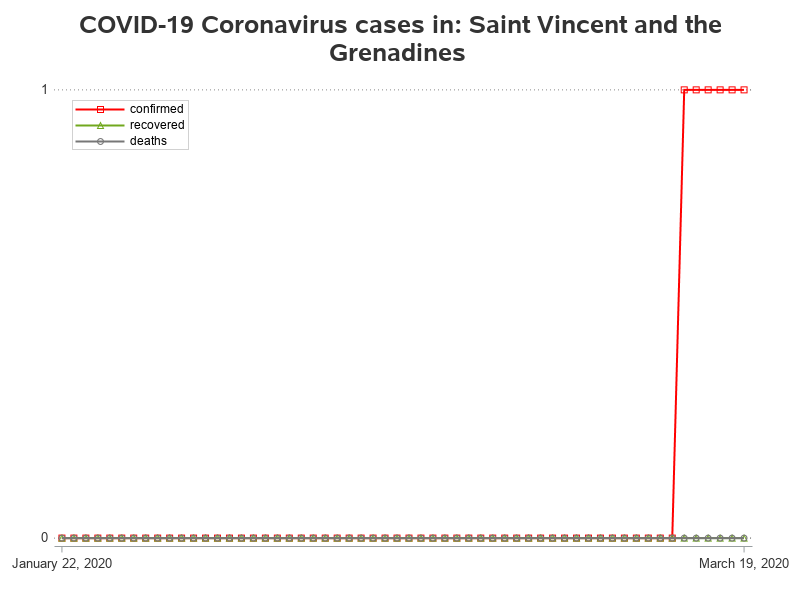 COVID-19 Coronavirus cases in: Saint Vincent and the
Grenadines
1
confirmed
recovered
deaths
0
January 22, 2020
March 19, 2020